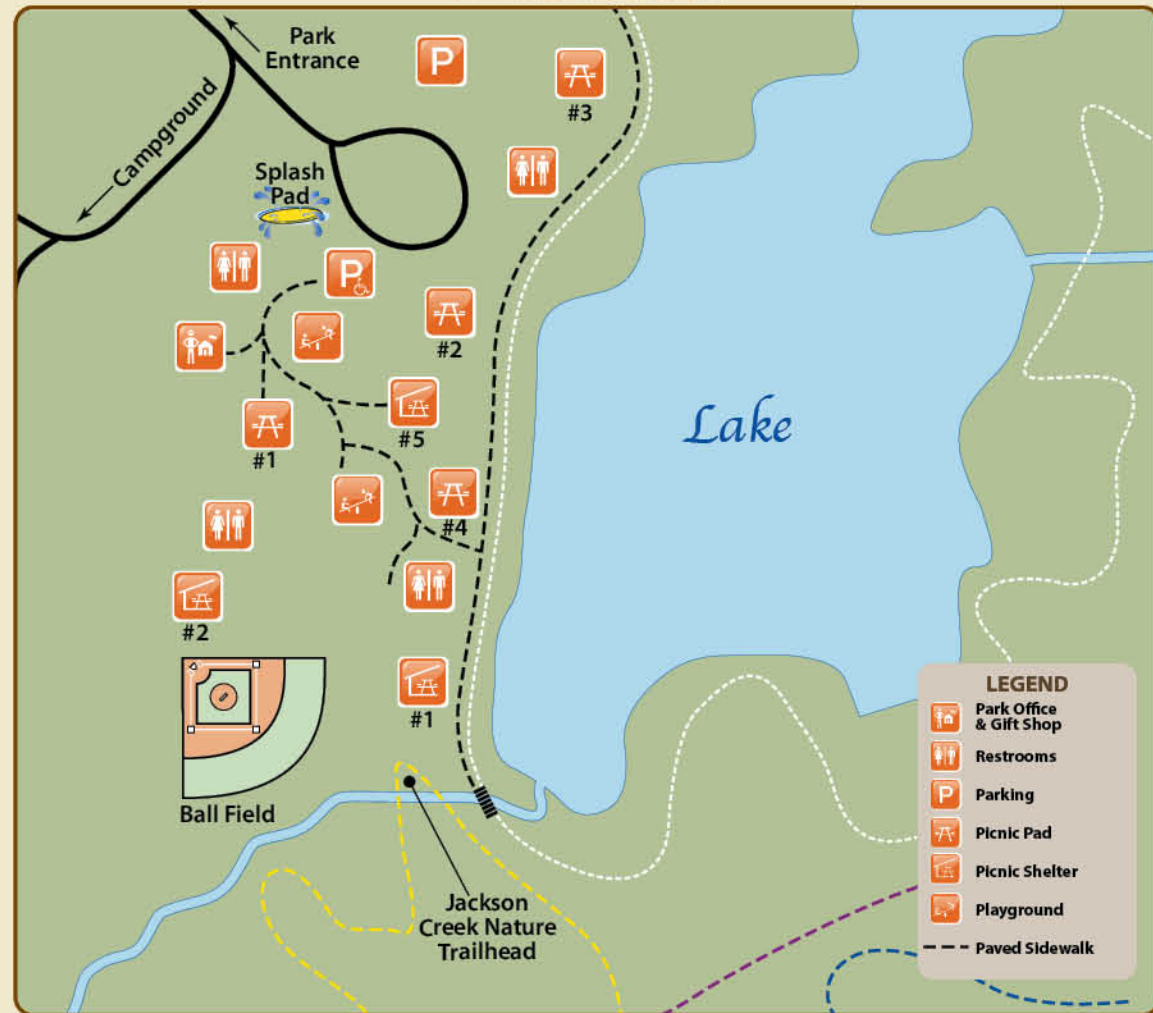 Park
Entrance
P
#3
Campground
Splash
Pad
P
#2
#5
#1
Lake
#4
#2
#1
Ball Field
Jackson
Creek Nature
Trailhead
LEGEND
Park Office
& Gift Shop
Restrooms
P
Parking
Picnic Pad
Picnic Shelter
Playground
Paved Sidewalk